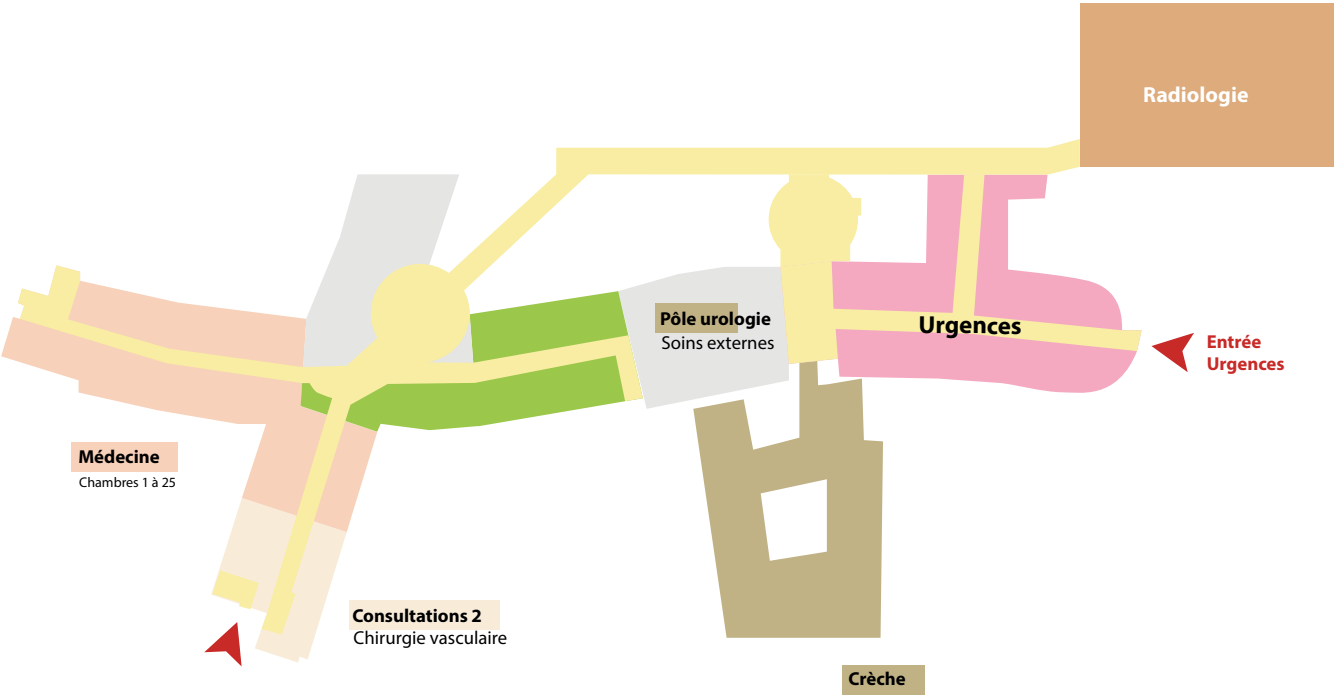 Radiologie
Pôle urologie
Soins externes
Urgences
Entrée
Urgences
Médecine
Chambres 1 à 25
Consultations 2
Chirurgie vasculaire
Crèche